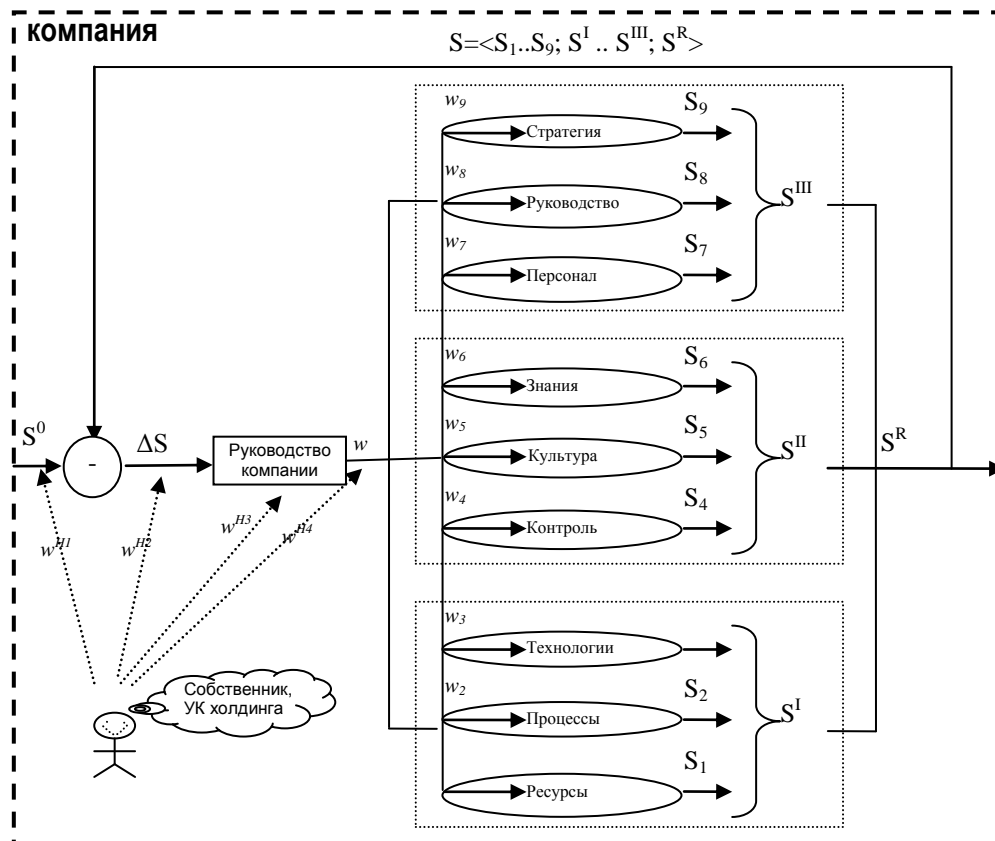 компания
S=<S₁..S₉; Sᴵ .. Sᴵᴵᴵ; Sᴿ>
w₉
S₉
Стратегия
w₈
S₈
Руководство
Sᴵᴵᴵ
w₇
S₇
Персонал
w₆
S₆
Знания
S⁰
-
ΔS
Руководство
компании
w
w₅
S₅
Культура
Sᴵᴵ
Sᴿ
w₄
S₄
Контроль
wᴴ¹
wᴴ²
wᴴ³
wᴴ⁴
w₃
Технологии
w₂
S₂
Процессы
Sᴵ
S₁
Ресурсы
Собственник,
УК холдинга